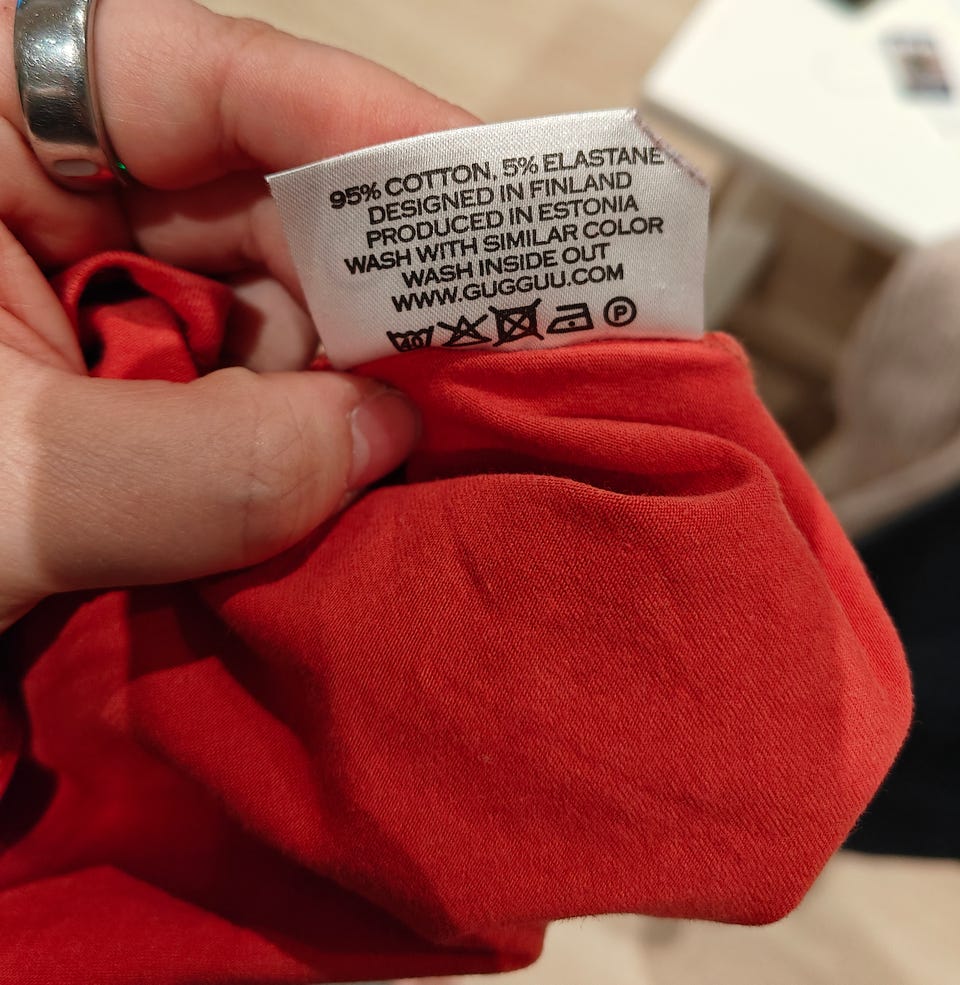 95% COTTON, 5% ELASTANE
DESIGNED IN FINLAND
PRODUCED IN ESTONIA
WASH WITH SIMILAR COLOR
WASH INSIDE OUT
WWW.GUGGUU.COM
40 P